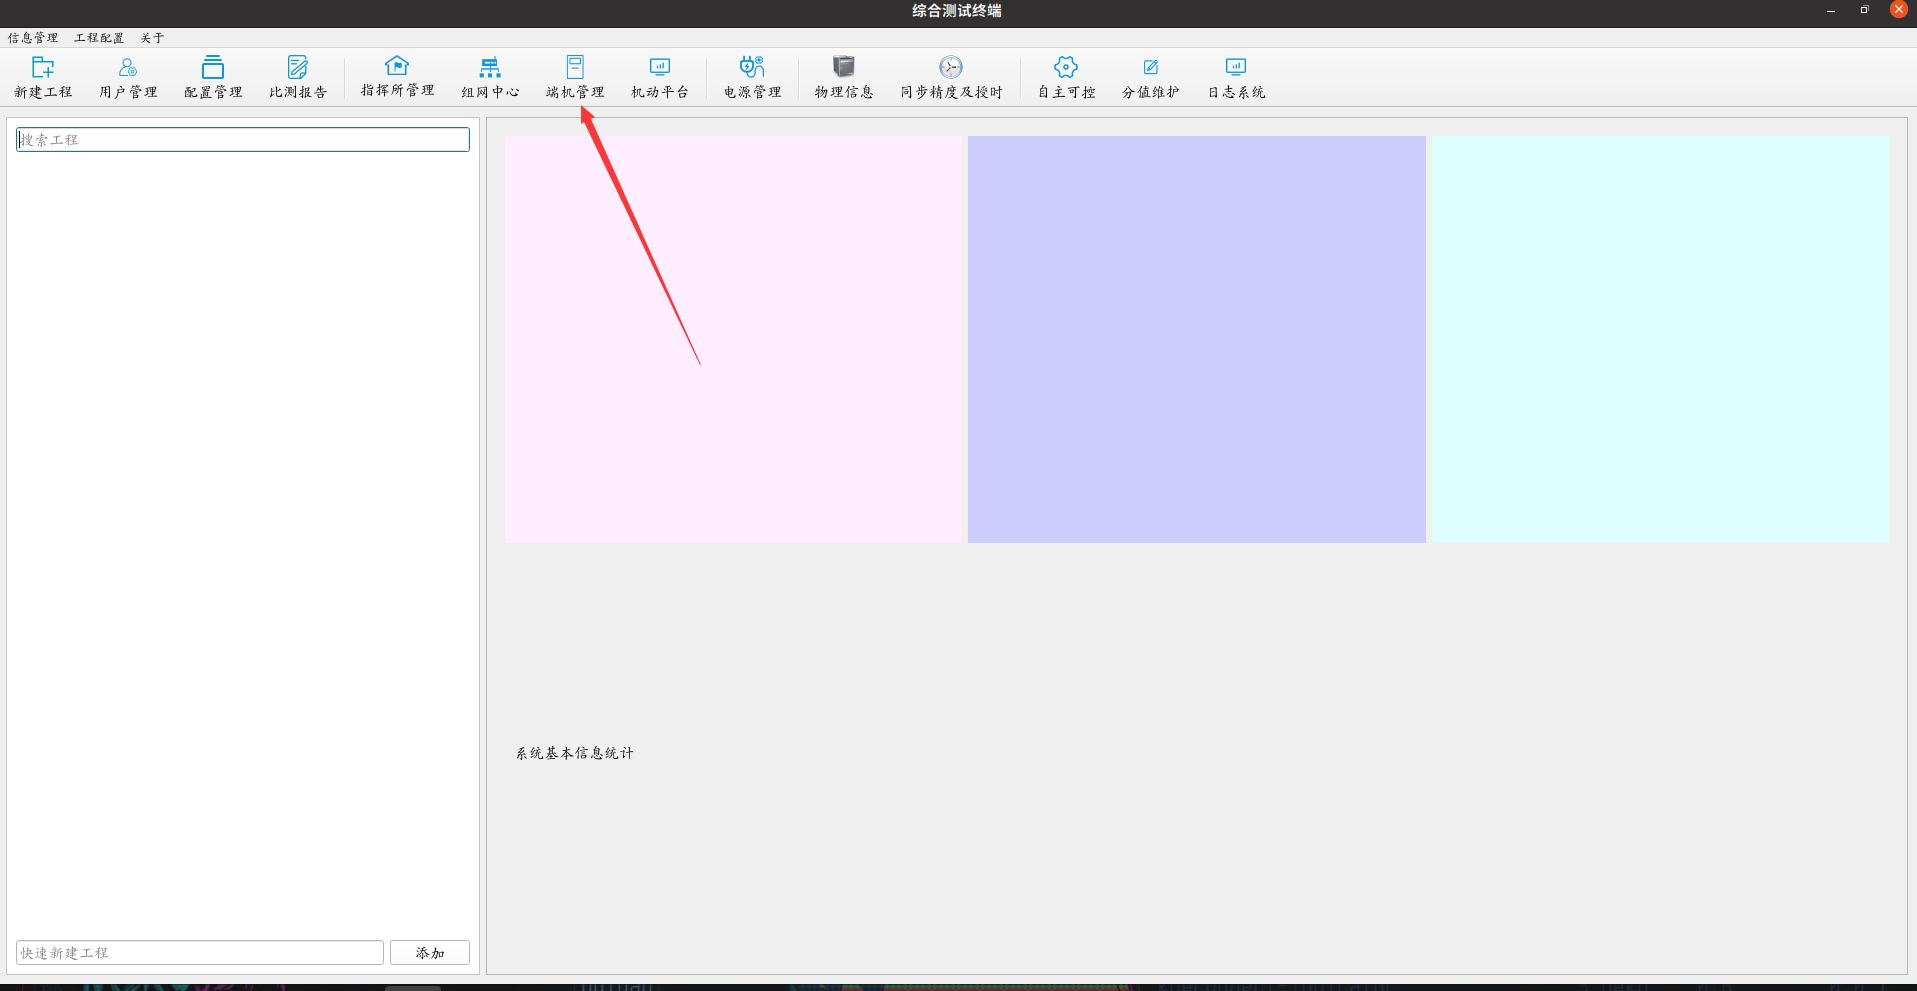 综合测试终端
信息管理 工程配置 关于
新建工程 用户管理 配置管理 比测报告 指挥所管理 组网中心 端机管理 机动平台 电源管理 物理信息 同步精度及授时 自主可控 分值维护 日志系统
搜索工程
系统基本信息统计
快速新建工程 添加